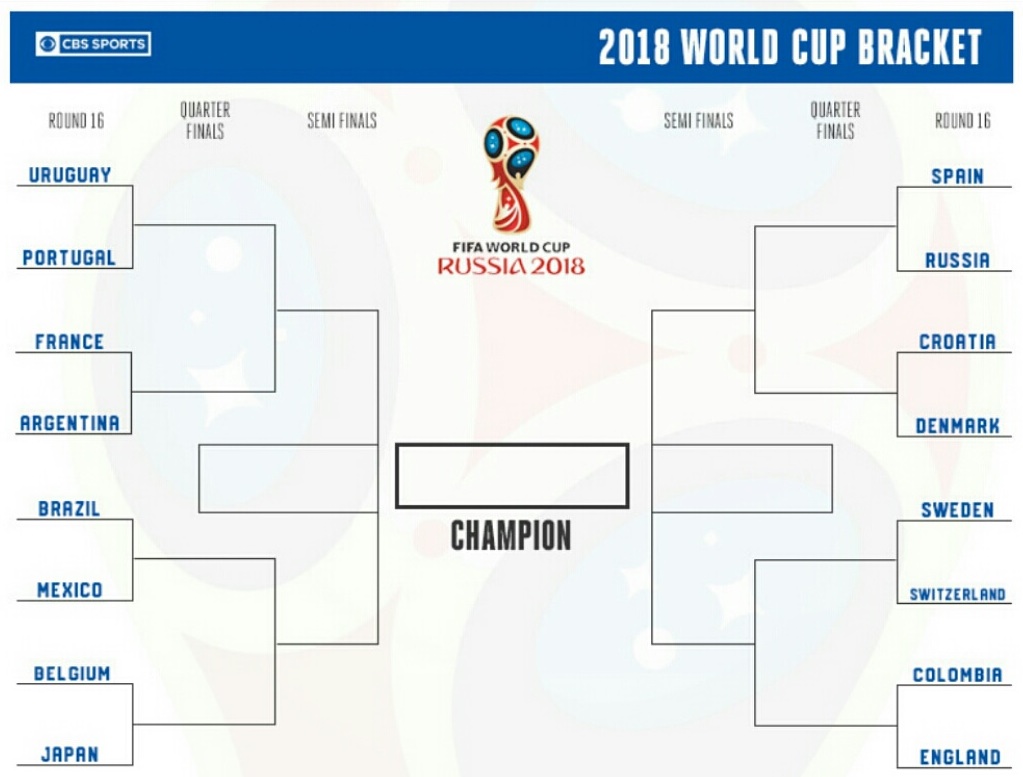 CBS SPORTS
2018 WORLD CUP BRACKET
ROUND 16
QUARTER
FINALS
SEMI FINALS
SEMI FINALS
QUARTER
FINALS
ROUND 16
URUGUAY
PORTUGAL
FRANCE
ARGENTINA
BRAZIL
MEXICO
BELGIUM
JAPAN
FIFA WORLD CUP
RUSSIA 2018
CHAMPION
SPAIN
RUSSIA
CROATIA
DENMARK
SWEDEN
SWITZERLAND
COLOMBIA
ENGLAND